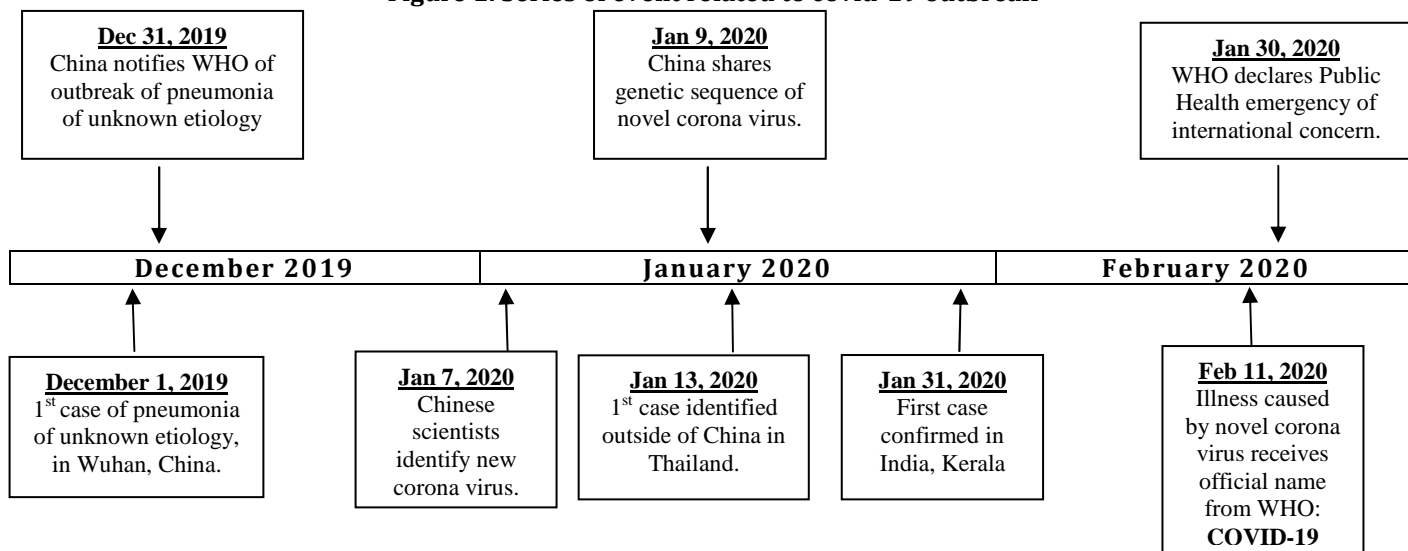 Dec 31, 2019
China notifies WHO of
outbreak of pneumonia
of unknown etiology
Jan 9, 2020
China shares
genetic sequence of
novel corona virus.
Jan 30, 2020
WHO declares Public
Health emergency of
international concern.
December 2019
January 2020
February 2020
December 1, 2019
1st case of pneumonia
of unknown etiology,
in Wuhan, China.
Jan 7, 2020
Chinese
scientists
identify new
corona virus.
Jan 13, 2020
1st case identified
outside of China in
Thailand.
Jan 31, 2020
First case
confirmed in
India, Kerala
Feb 11, 2020
Illness caused
by novel corona
virus receives
official name
from WHO:
COVID-19